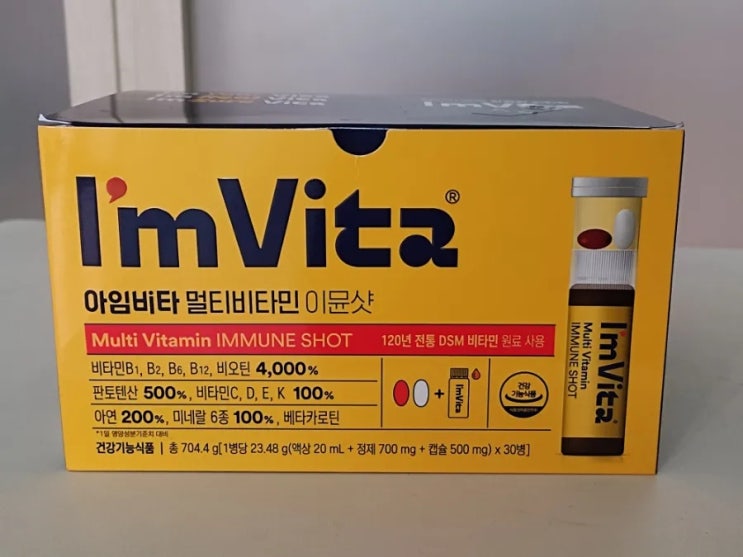 I'm Vita
I'mVita®
아임비타 멀티비타민 이뮨샷
Multi Vitamin IMMUNE SHOT 120년 전통 DSM 비타민 원료 사용
비타민B1, B2, B6, B12, 비오틴 4,000%
판토텐산 500%, 비타민C, D, E, K 100%
아연 200%, 미네랄 6종 100%, 베타카로틴
*1일 영양성분기준치 대비
건강기능식품 | 총 704.4 g[1병당 23.48 g(액상 20 mL + 정제 700 mg + 캡슐 500 mg) x 30병]
+
I'mVita
건강
기능식품
I'mVita
Multi Vitamin
IMMUNE SHOT